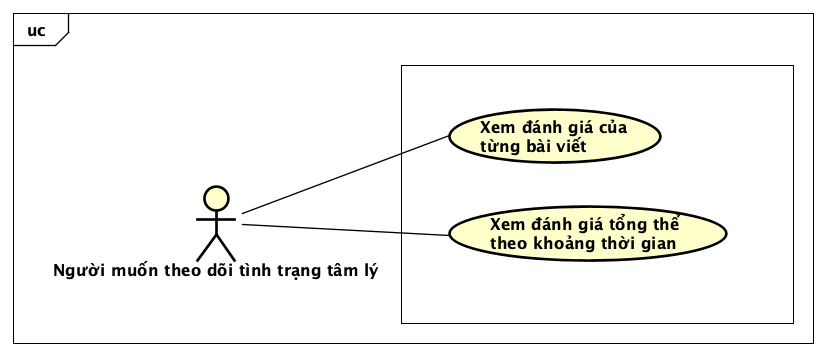 uc
Xem đánh giá của
từng bài viết
Xem đánh giá tổng thể
theo khoảng thời gian
Người muốn theo dõi tình trạng tâm lý